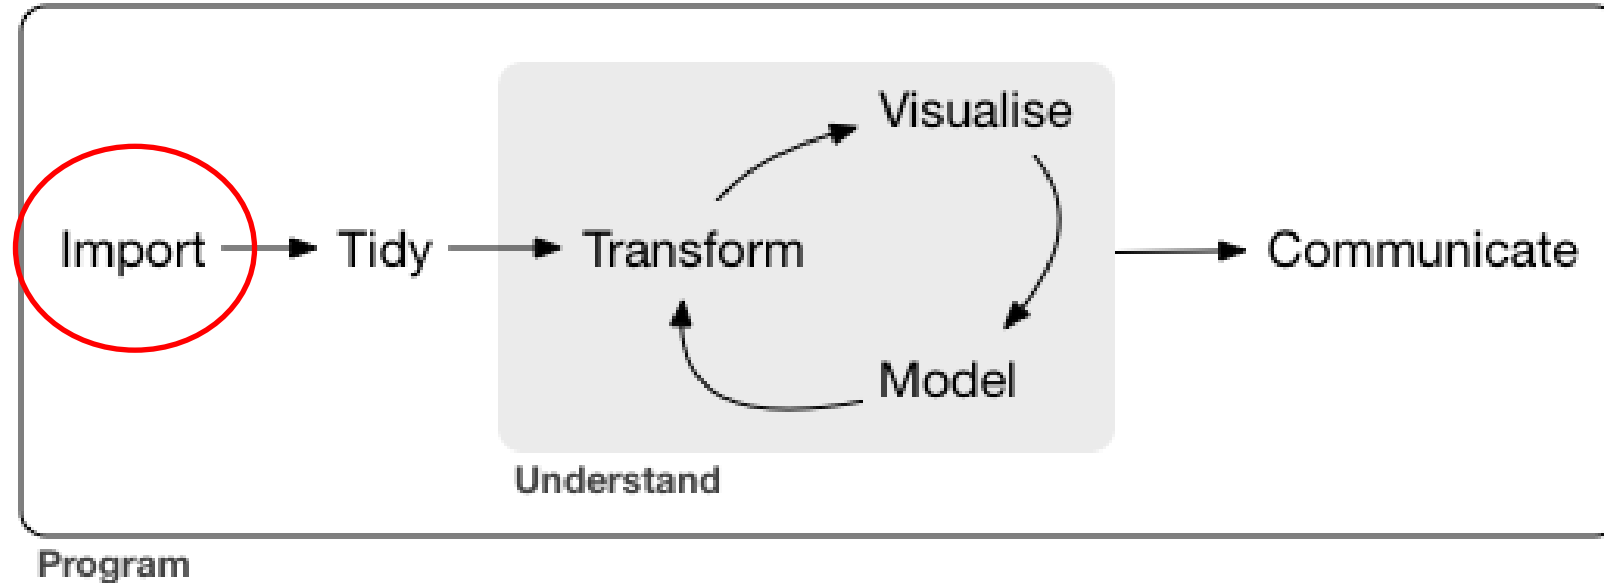 Visualise
Import
Tidy
Transform
Communicate
Model
Understand
Program